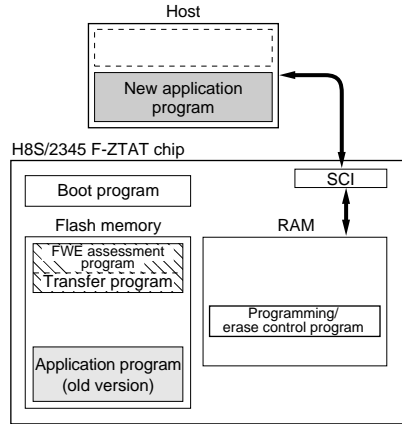 Host
New application
program
H8S/2345 F-ZTAT chip
SCI
Boot program
Flash memory
RAM
FWE assessment
program
Transfer program
Programming/
erase control program
Application program
(old version)